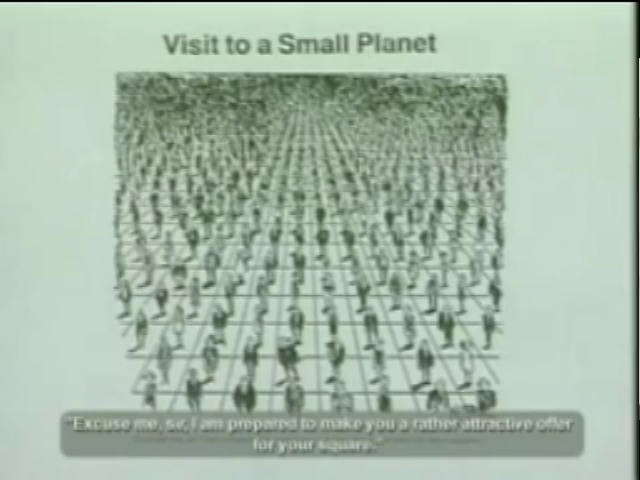 Visit to a Small Planet
"Excuse me, sir, I am prepared to make you a rather attractive offer
for your square."